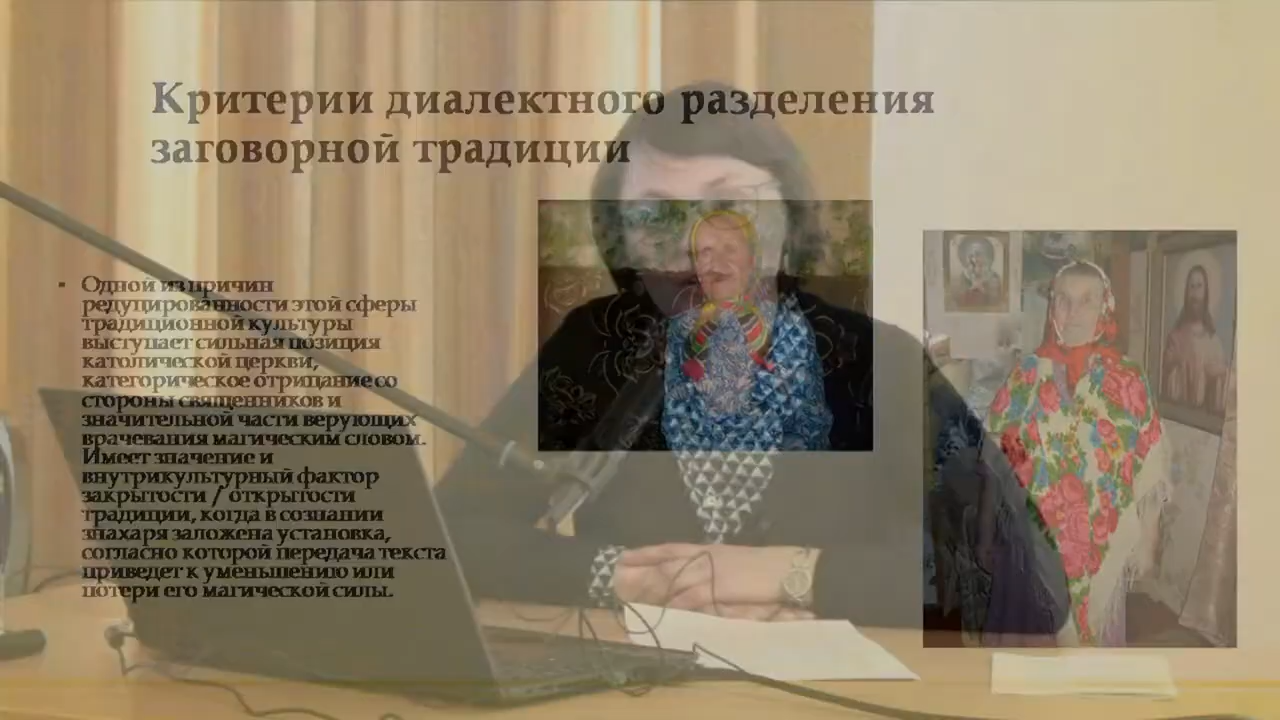 Критерии диалектного разделения
заговорной традиции
▪ Одной из причин
редуцированности этой сферы
традиционной культуры
выступает сильная позиция
католической церкви,
категорическое отрицание со
стороны священников и
значительной части верующих
врачевания магическим словом.
Имеет значение и
внутрикультурный фактор
закрытости / открытости
традиции, когда в сознании
знахаря заложена установка,
согласно которой передача текста
приведет к уменьшению или
потери его магической силы.